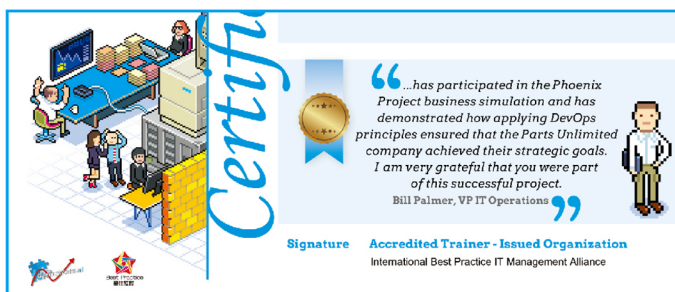 Certific
“...has participated in the Phoenix
Project business simulation and has
demonstrated how applying DevOps
principles ensured that the Parts Unlimited
company achieved their strategic goals.
I am very grateful that you were part
of this successful project.
Bill Palmer, VP IT Operations”
Signature Accredited Trainer - Issued Organization
International Best Practice IT Management Alliance
Best Practice